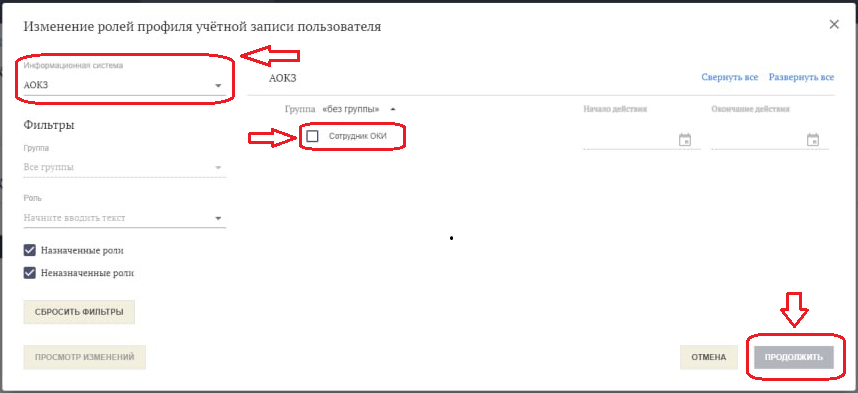 Изменение ролей профиля учётной записи пользователя
Информационная система
АОКЗ
Фильтры
Группа
Все группы
Роль
Начните вводить текст
Назначенные роли
Неназначенные роли
СБРОСИТЬ ФИЛЬТРЫ
ПРОСМОТР ИЗМЕНЕНИЙ
АОКЗ
Свернуть все Развернуть все
Группа «без группы» Начало действия Окончание действия
Сотрудник ОКИ
ОТМЕНА ПРОДОЛЖИТЬ